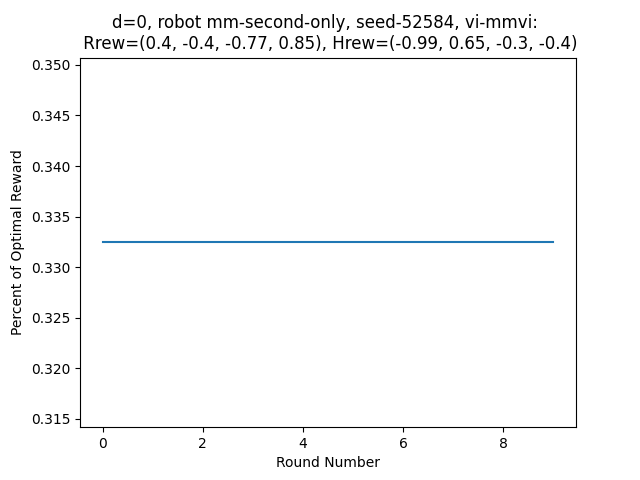 d=0, robot mm-second-only, seed-52584, vi-mmvi:
Rrew=(0.4, -0.4, -0.77, 0.85), Hrew=(-0.99, 0.65, -0.3, -0.4)
0.350
0.345
0.340
0.335
0.330
0.325
0.320
0.315
Percent of Optimal Reward
0 2 4 6 8
Round Number